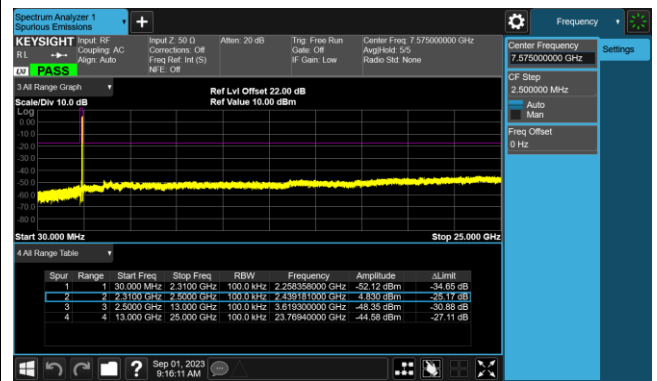 Spectrum Analyzer 1
Spurious Emissions
Frequency
KEYSIGHT Input: RF Input Z: 50 Ω Atten: 20 dB Trig: Free Run Center Freq: 7.575000000 GHz
RL Coupling: AC Corrections: Off Gate: Off Avg|Hold: 5/5
Align: Auto Freq Ref: Int (S) IF Gain: Low Radio Std: None
LXI PASS NFE: Off
Center Frequency
7.575000000 GHz
Settings
CF Step
2.500000 MHz
Auto
Man
Freq Offset
0 Hz
3 All Range Graph Ref Lvl Offset 22.00 dB
Scale/Div 10.0 dB Ref Value 10.00 dBm
Log
0.00
-10.0
-20.0
-30.0
-40.0
-50.0
-60.0
-70.0
-80.0
Start 30.000 MHz Stop 25.000 GHz
4 All Range Table
Spur Range Start Freq Stop Freq RBW Frequency Amplitude ΔLimit
1 1 30.000 MHz 2.3100 GHz 100.0 kHz 2.258358000 GHz -52.12 dBm -34.65 dB
2 2 2.3100 GHz 2.5000 GHz 100.0 kHz 2.439181000 GHz 4.830 dBm -25.17 dB
3 3 2.5000 GHz 13.000 GHz 100.0 kHz 3.619300000 GHz -48.35 dBm -30.88 dB
4 4 13.000 GHz 25.000 GHz 100.0 kHz 23.76940000 GHz -44.58 dBm -27.11 dB
Sep 01, 2023
9:16:11 AM